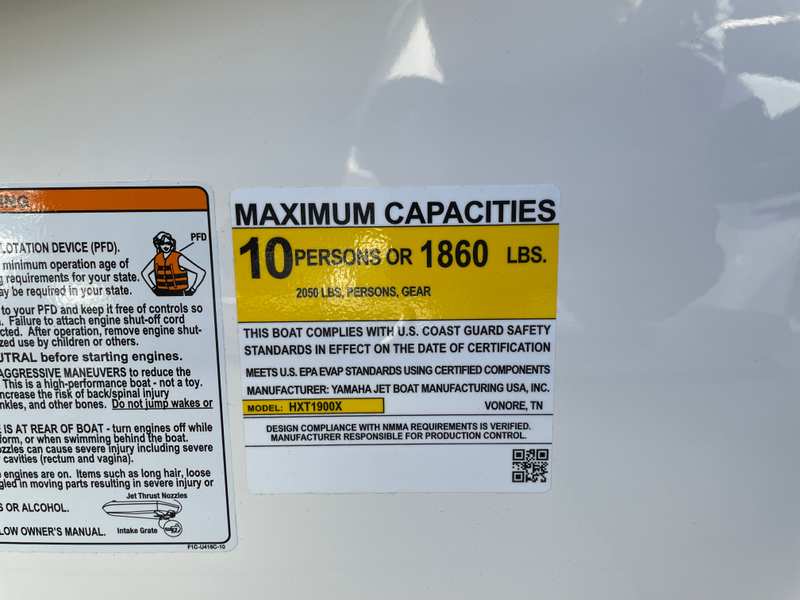 NG
LOTATION DEVICE (PFD).
PFD
minimum operation age of
g requirements for your state.
ay be required in your state.
to your PFD and keep it free of controls so
. Failure to attach engine shut-off cord
cted. After operation, remove engine shut-
zed use by children or others.
UTRAL before starting engines.
AGGRESSIVE MANEUVERS to reduce the
This is a high-performance boat - not a toy.
ncrease the risk of back/spinal injury
nkles, and other bones. Do not jump wakes or
E IS AT REAR OF BOAT - turn engines off while
form, or when swimming behind the boat.
ozzles can cause severe injury including severe
cavities (rectum and vagina).
engines are on. Items such as long hair, loose
gled in moving parts resulting in severe injury or
S OR ALCOHOL.
Jet Thrust Nozzles
LOW OWNER'S MANUAL.
Intake Grate
F1C-U416C-10
MAXIMUM CAPACITIES
10 PERSONS OR 1860 LBS.
2050 LBS, PERSONS, GEAR
THIS BOAT COMPLIES WITH U.S. COAST GUARD SAFETY
STANDARDS IN EFFECT ON THE DATE OF CERTIFICATION
MEETS U.S. EPA EVAP STANDARDS USING CERTIFIED COMPONENTS
MANUFACTURER: YAMAHA JET BOAT MANUFACTURING USA, INC.
MODEL: HXT1900X VONORE, TN
DESIGN COMPLIANCE WITH NMMA REQUIREMENTS IS VERIFIED.
MANUFACTURER RESPONSIBLE FOR PRODUCTION CONTROL.